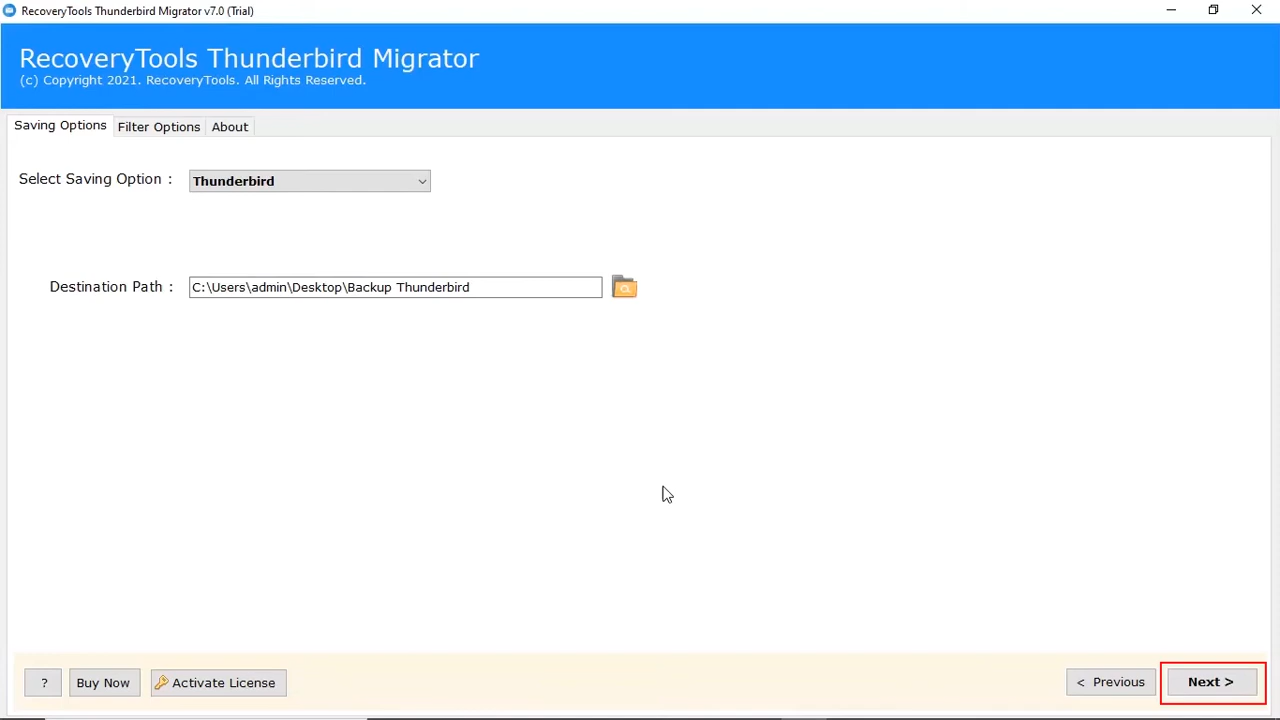 RecoveryTools Thunderbird Migrator v7.0 (Trial)
RecoveryTools Thunderbird Migrator
(c) Copyright 2021. RecoveryTools. All Rights Reserved.
Saving Options Filter Options About
Select Saving Option : Thunderbird
Destination Path : C:\Users\admin\Desktop\Backup Thunderbird
? Buy Now Activate License < Previous Next >